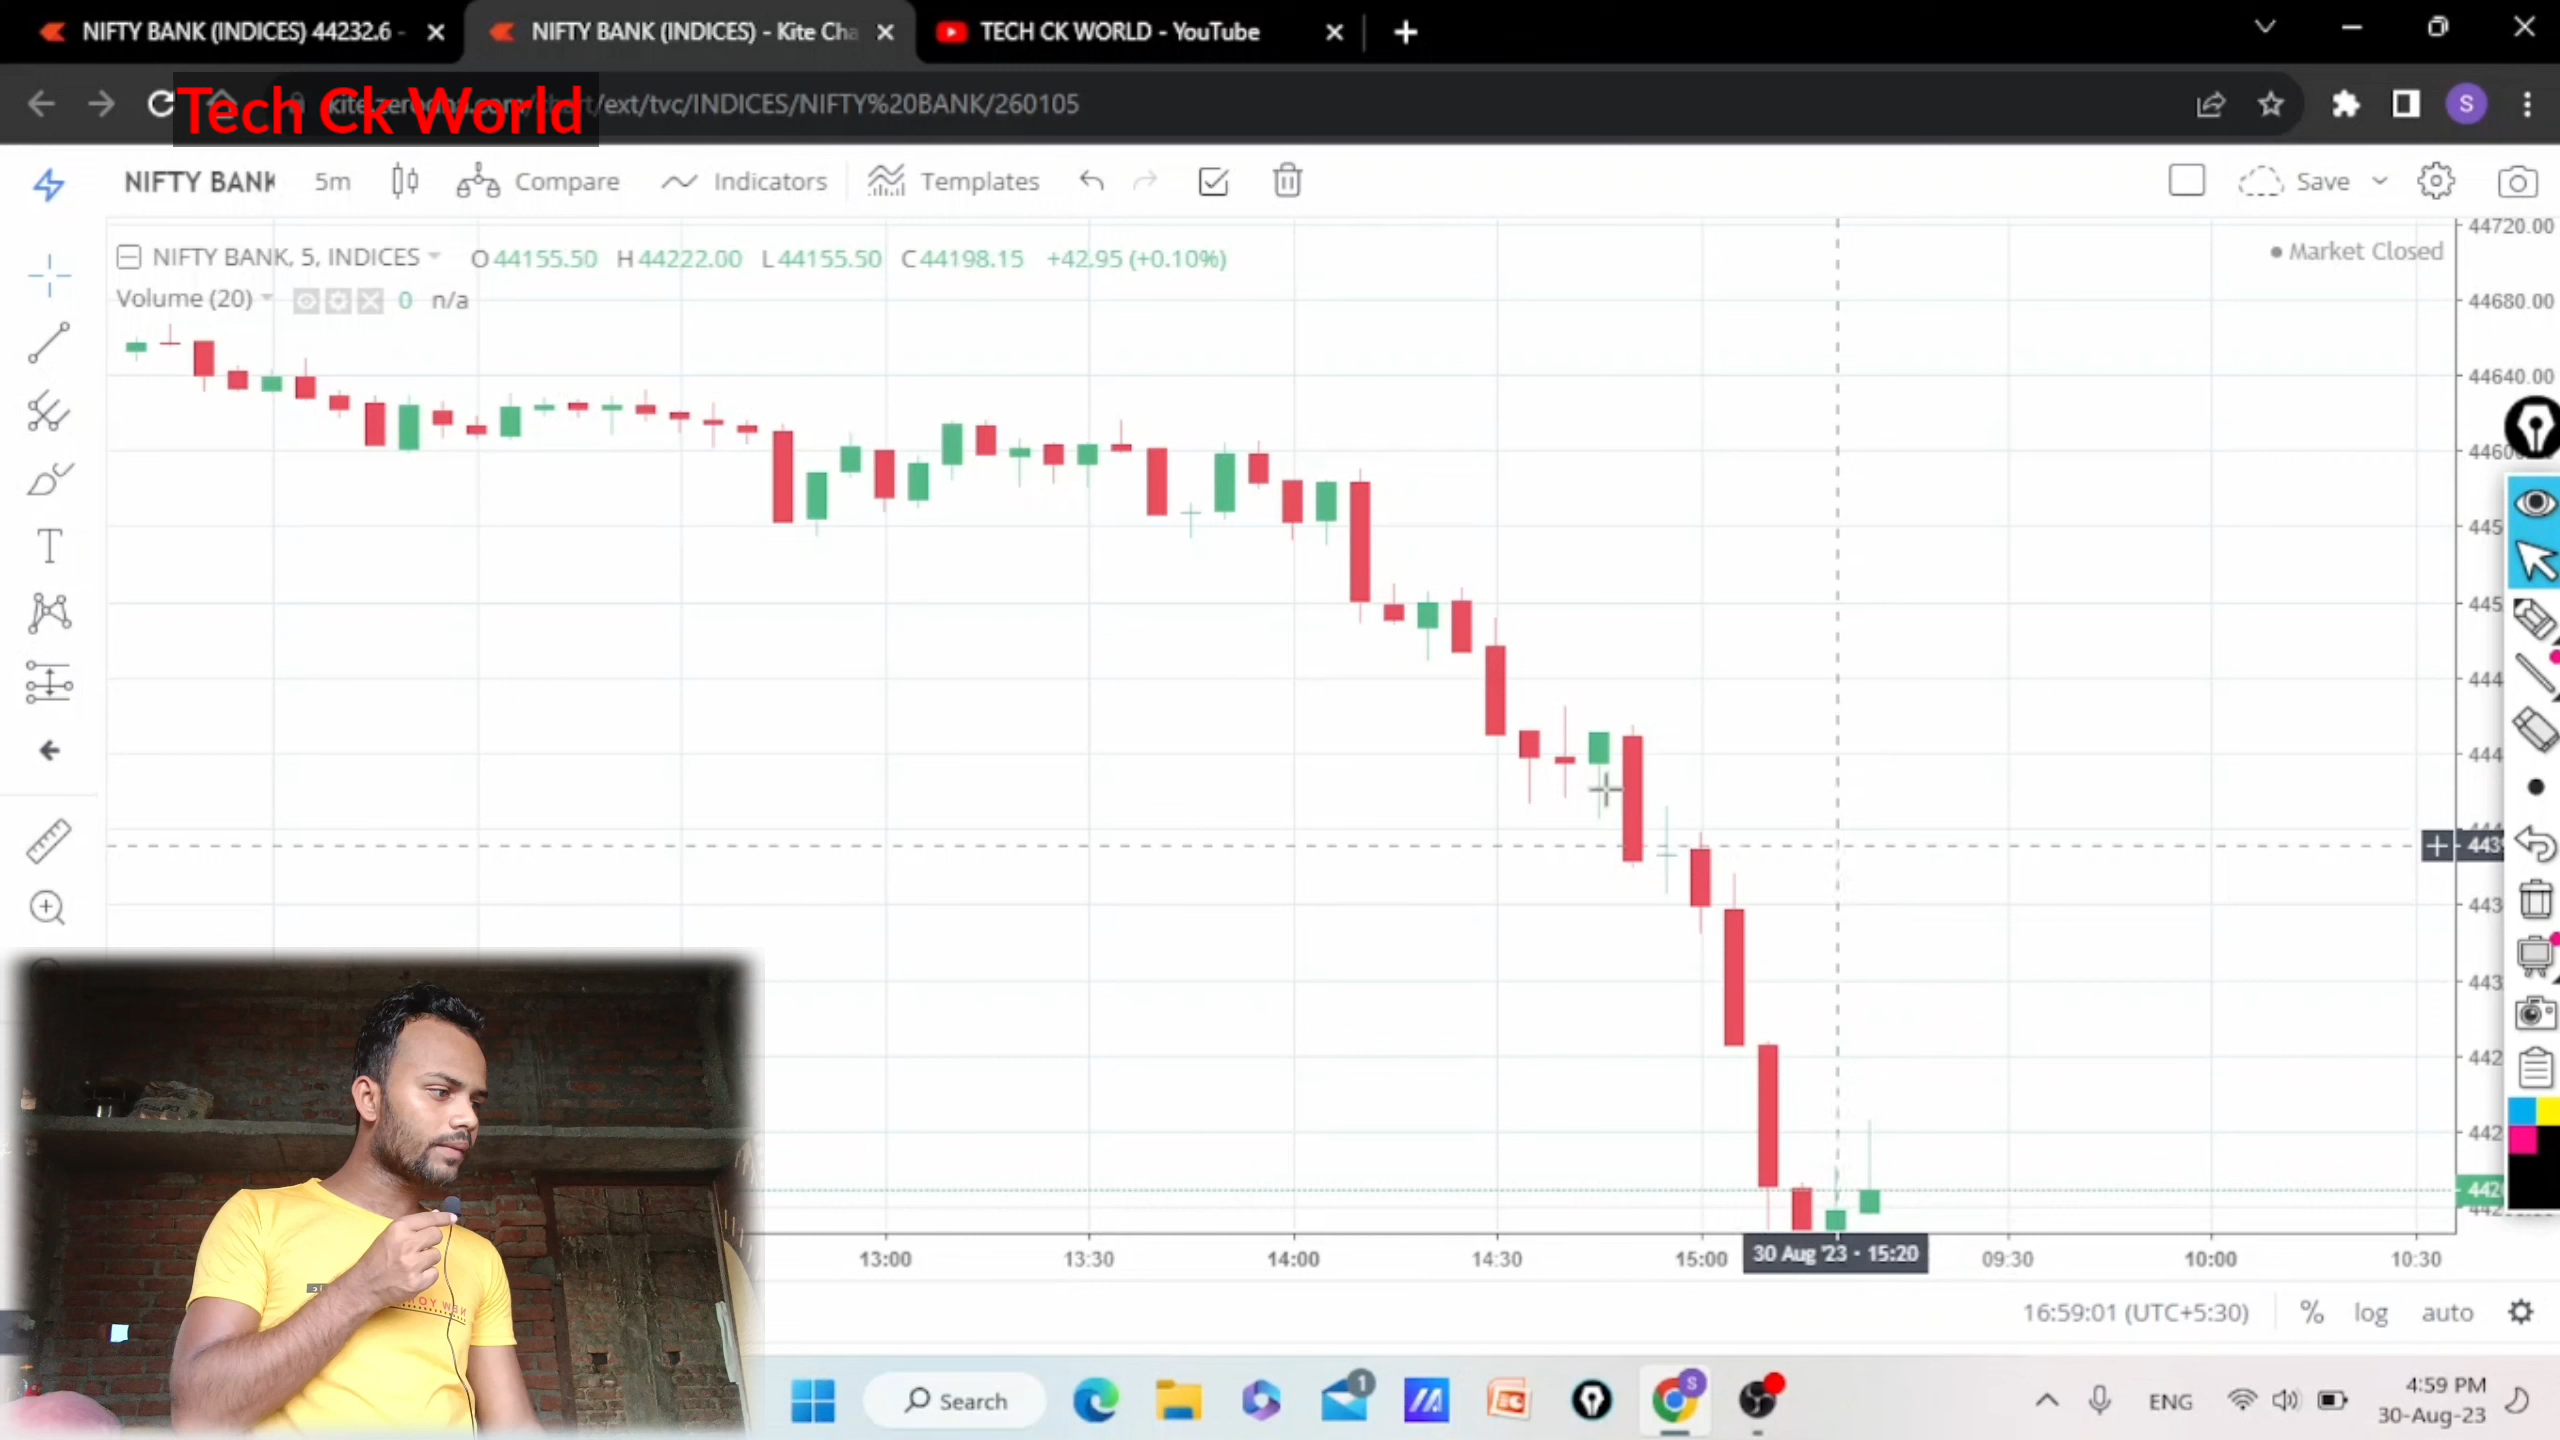 NIFTY BANK (INDICES) 44232.6 -
NIFTY BANK (INDICES) - Kite Cha
TECH CK WORLD - YouTube
Tech Ck World
/ext/tvc/INDICES/NIFTY%20BANK/260105
S
NIFTY BANK
5m
Compare
Indicators
Templates
Save
NIFTY BANK, 5, INDICES
O 44155.50 H 44222.00 L 44155.50 C 44198.15 +42.95 (+0.10%)
Market Closed
Volume (20)
0 n/a
44720.00
44680.00
44640.00
13:00
13:30
14:00
14:30
15:00
30 Aug '23 - 15:20
09:30
10:00
10:30
16:59:01 (UTC+5:30)
%
log
auto
Search
1
S
ENG
4:59 PM
30-Aug-23